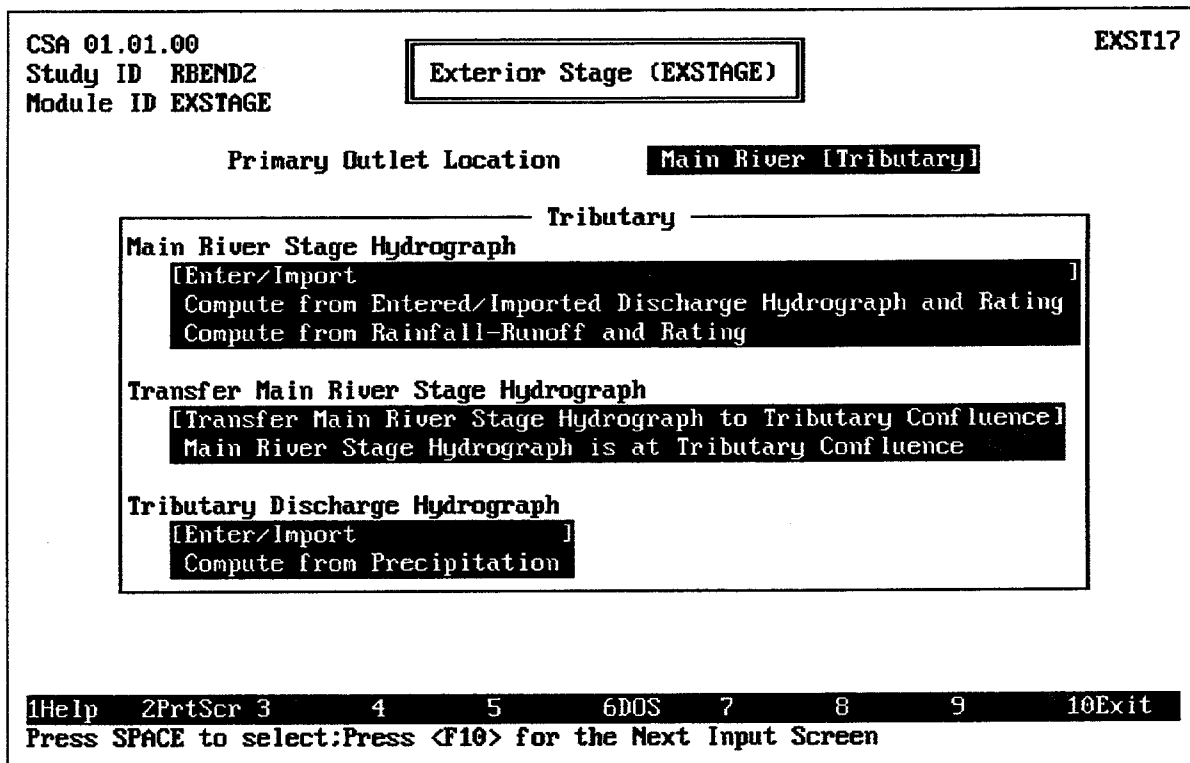 CSA 01.01.00
EXST17
Study ID RBEND2
Exterior Stage (EXSTAGE)
Module ID EXSTAGE
Primary Outlet Location Main River [Tributary]
Tributary
Main River Stage Hydrograph
[Enter/Import ]
Compute from Entered/Imported Discharge Hydrograph and Rating
Compute from Rainfall-Runoff and Rating
Transfer Main River Stage Hydrograph
[Transfer Main River Stage Hydrograph to Tributary Confluence]
Main River Stage Hydrograph is at Tributary Confluence
Tributary Discharge Hydrograph
[Enter/Import ]
Compute from Precipitation
1Help 2PrtScr 3 4 5 6DOS 7 8 9 10Exit
Press SPACE to select;Press <F10> for the Next Input Screen